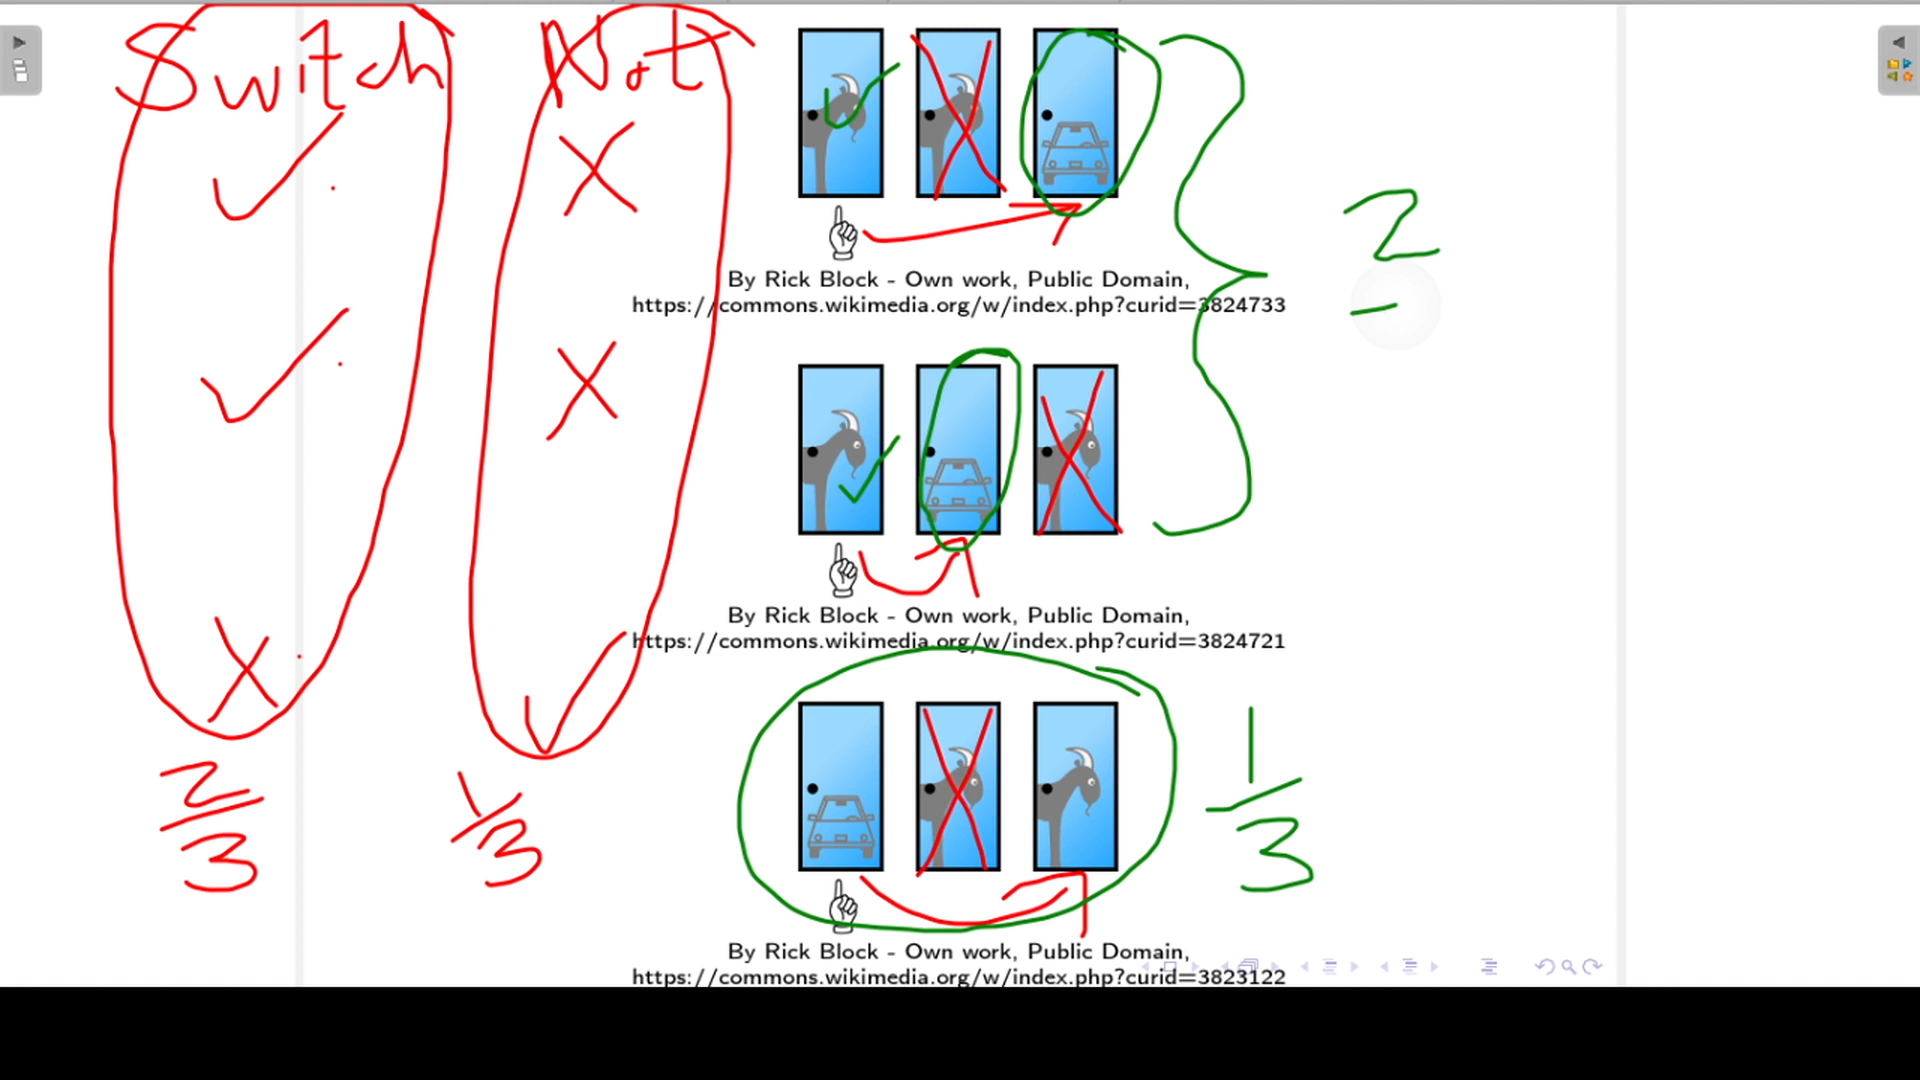 Switch Not
By Rick Block - Own work, Public Domain,
https://commons.wikimedia.org/w/index.php?curid=3824733
2
By Rick Block - Own work, Public Domain,
https://commons.wikimedia.org/w/index.php?curid=3824721
2/3
1/3
1/3
By Rick Block - Own work, Public Domain,
https://commons.wikimedia.org/w/index.php?curid=3823122